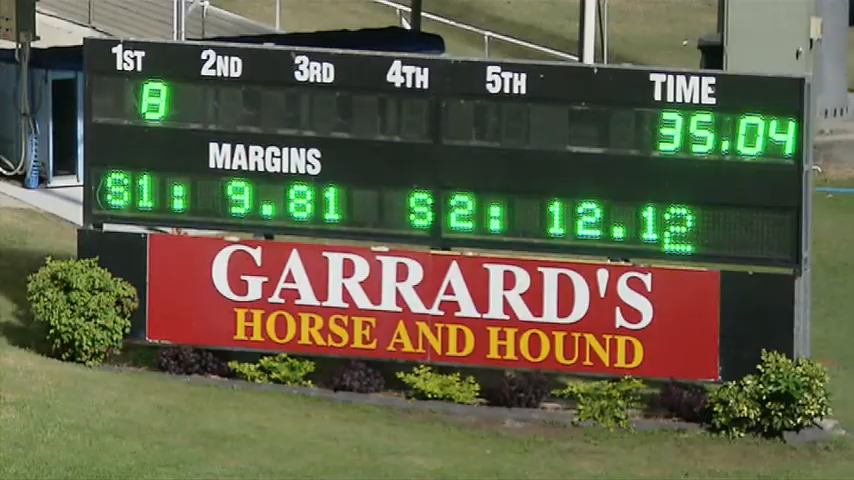 1ST 2ND 3RD 4TH 5TH TIME
8 35.04
MARGINS
S1: 9.81 S2: 12.12
GARRARD'S
HORSE AND HOUND